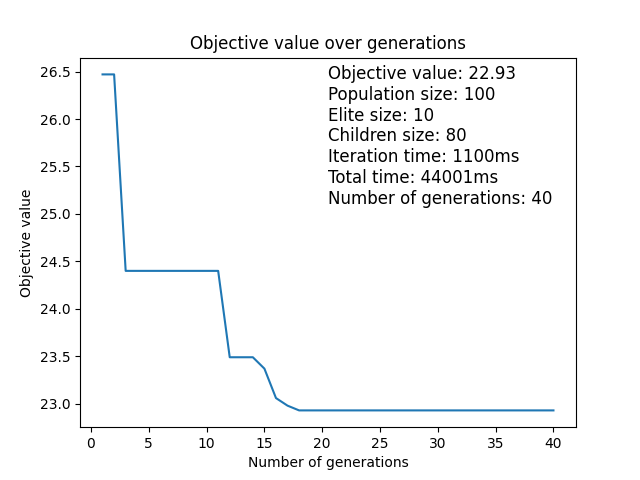 Objective value over generations
Objective value: 22.93
Population size: 100
Elite size: 10
Children size: 80
Iteration time: 1100ms
Total time: 44001ms
Number of generations: 40
Objective value
26.5
26.0
25.5
25.0
24.5
24.0
23.5
23.0
0 5 10 15 20 25 30 35 40
Number of generations